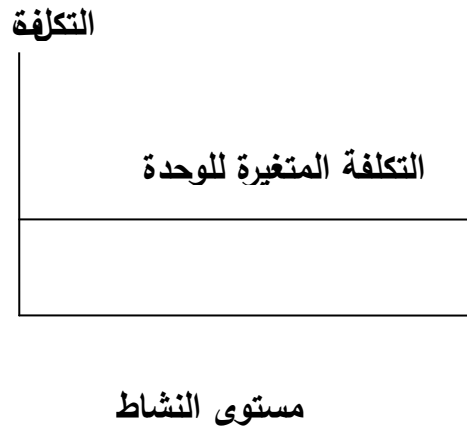 التكلفة
التكلفة المتغيرة للوحدة
مستوى النشاط